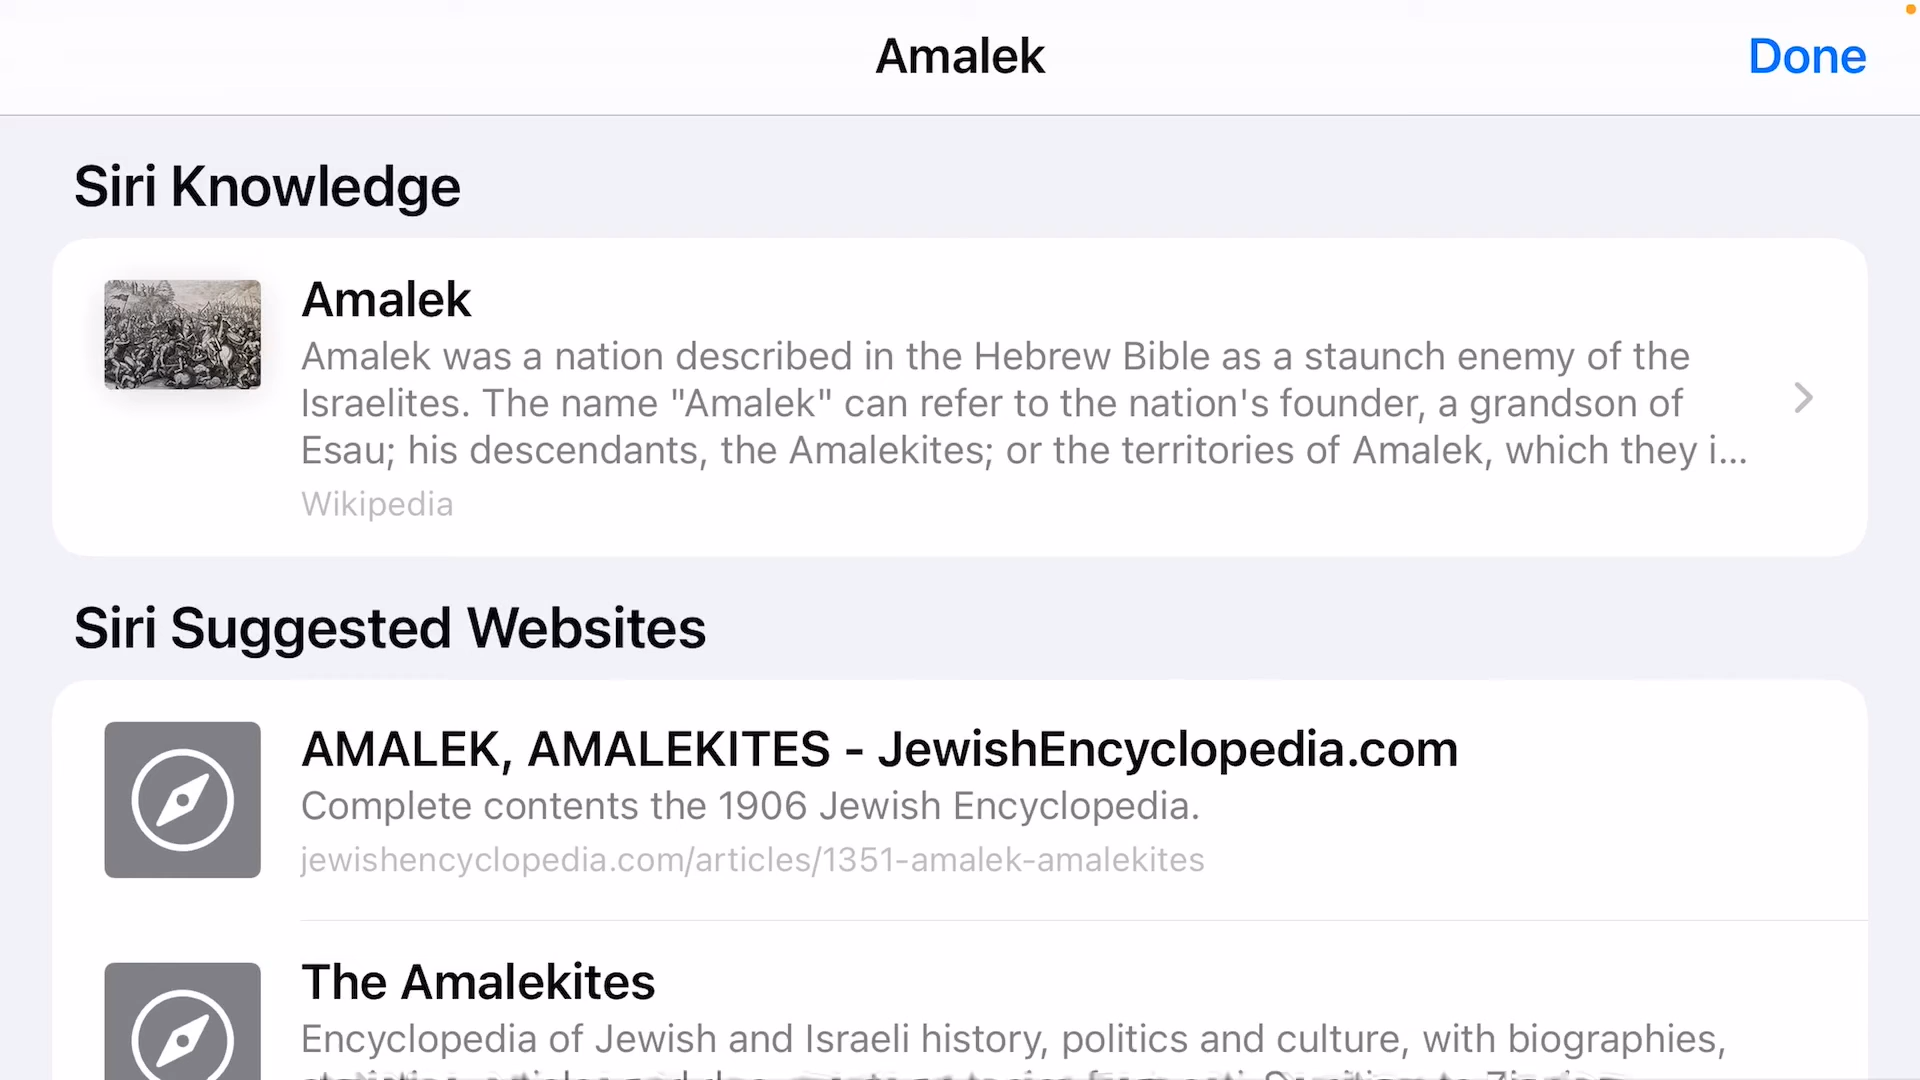 Amalek
Done
Siri Knowledge
Amalek
Amalek was a nation described in the Hebrew Bible as a staunch enemy of the
Israelites. The name "Amalek" can refer to the nation's founder, a grandson of
Esau; his descendants, the Amalekites; or the territories of Amalek, which they i...
Wikipedia
Siri Suggested Websites
AMALEK, AMALEKITES - JewishEncyclopedia.com
Complete contents the 1906 Jewish Encyclopedia.
jewishencyclopedia.com/articles/1351-amalek-amalekites
The Amalekites
Encyclopedia of Jewish and Israeli history, politics and culture, with biographies,